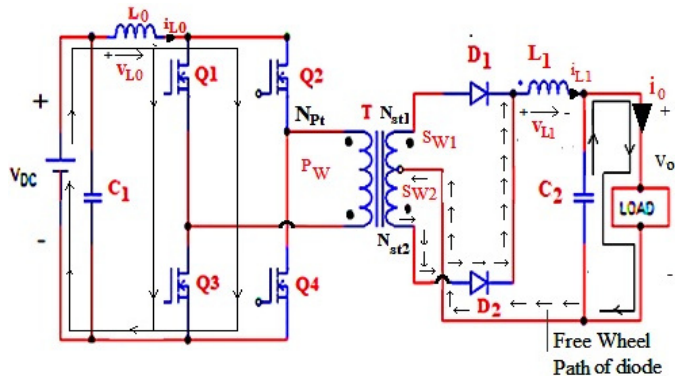 L0
iL0
+
VL0
Q1
Q2
D1
L1
iL1
i0
+
VL1
-
+
NPt
T
Nst1
SW1
PW
SW2
VDC
C1
C2
Vo
LOAD
-
Nst2
Q3
Q4
D2
-
Free Wheel
Path of diode